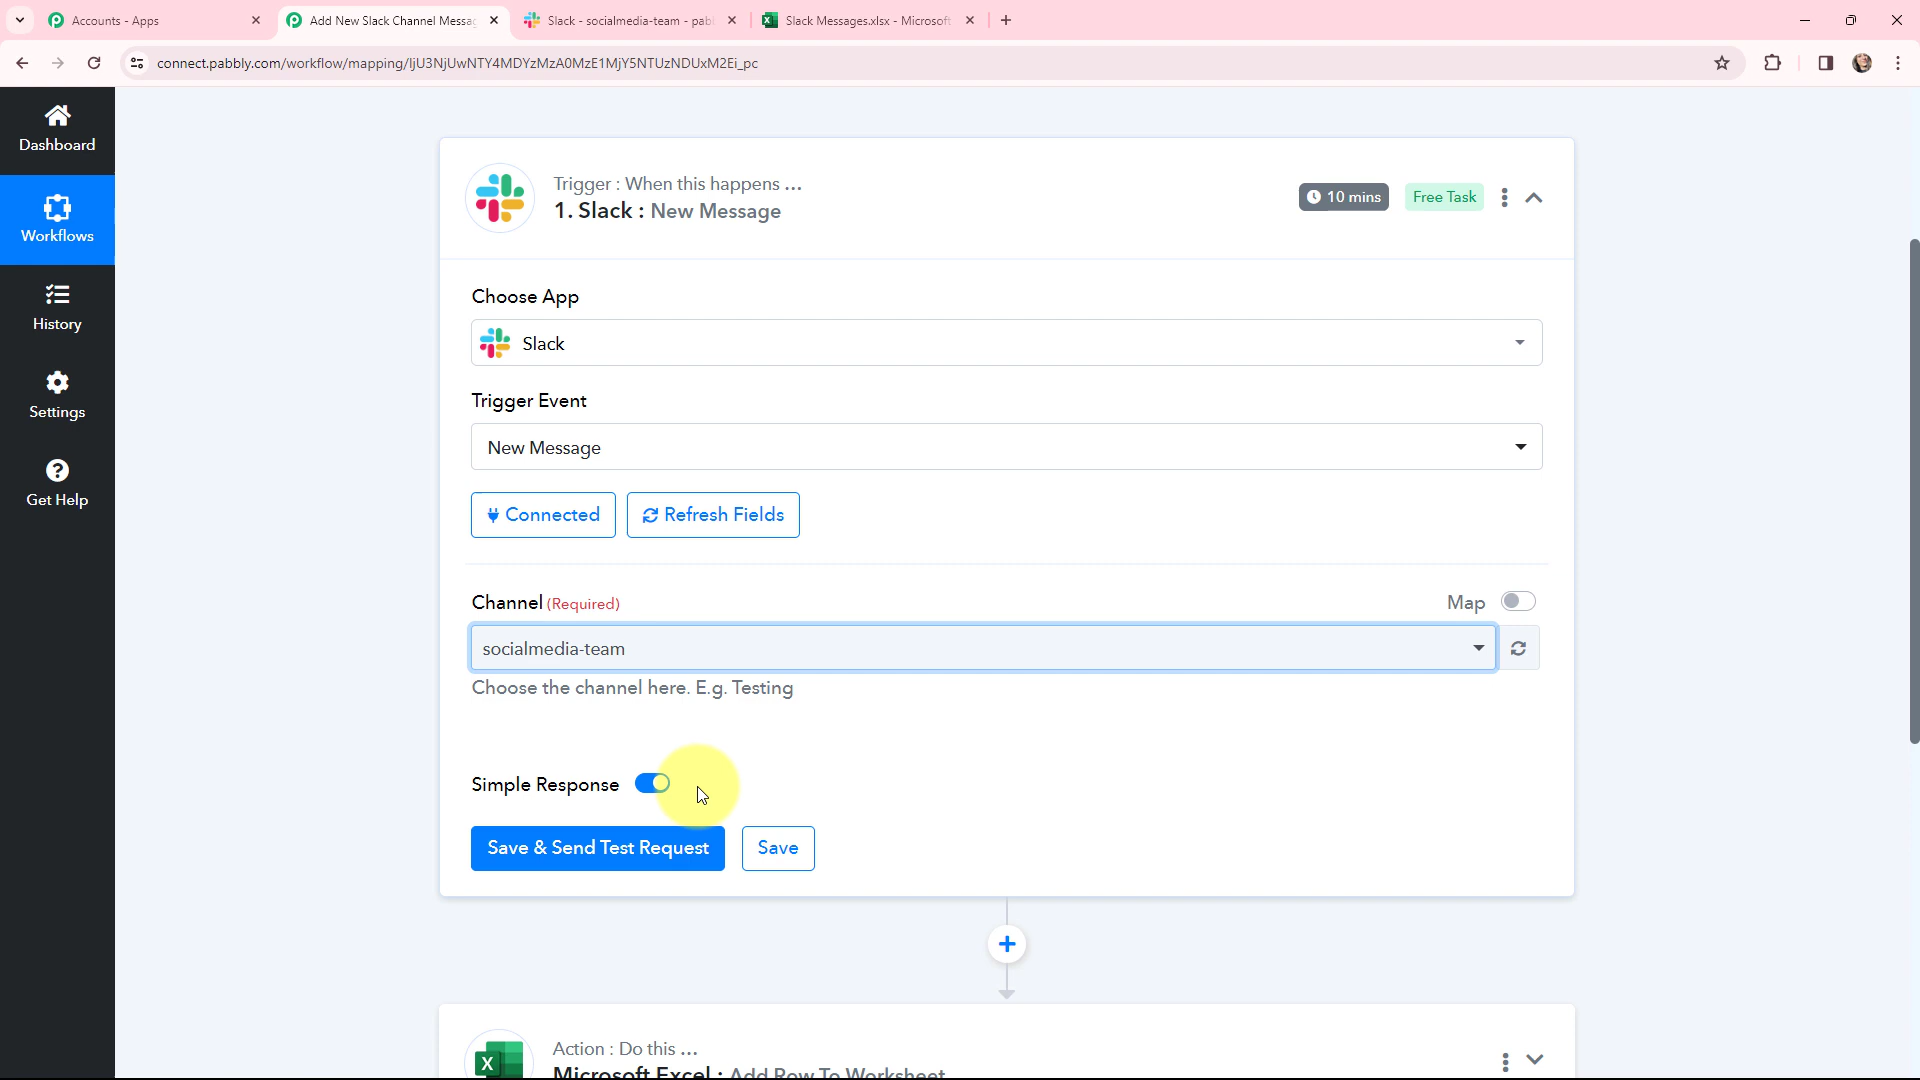 Accounts - Apps
Add New Slack Channel Messag
Slack - socialmedia-team - pabl
Slack Messages.xlsx - Microsoft
connect.pabbly.com/workflow/mapping/IjU3NjUwNTY4MDYzMzA0MzE1MjY5NTUzNDUxM2Ei_pc
Dashboard
Workflows
History
Settings
Get Help
Trigger : When this happens ...
1. Slack : New Message
10 mins
Free Task
Choose App
Slack
Trigger Event
New Message
Connected
Refresh Fields
Channel (Required)
Map
socialmedia-team
Choose the channel here. E.g. Testing
Simple Response
Save & Send Test Request
Save
Action : Do this ...
Microsoft Excel : Add Row To Worksheet